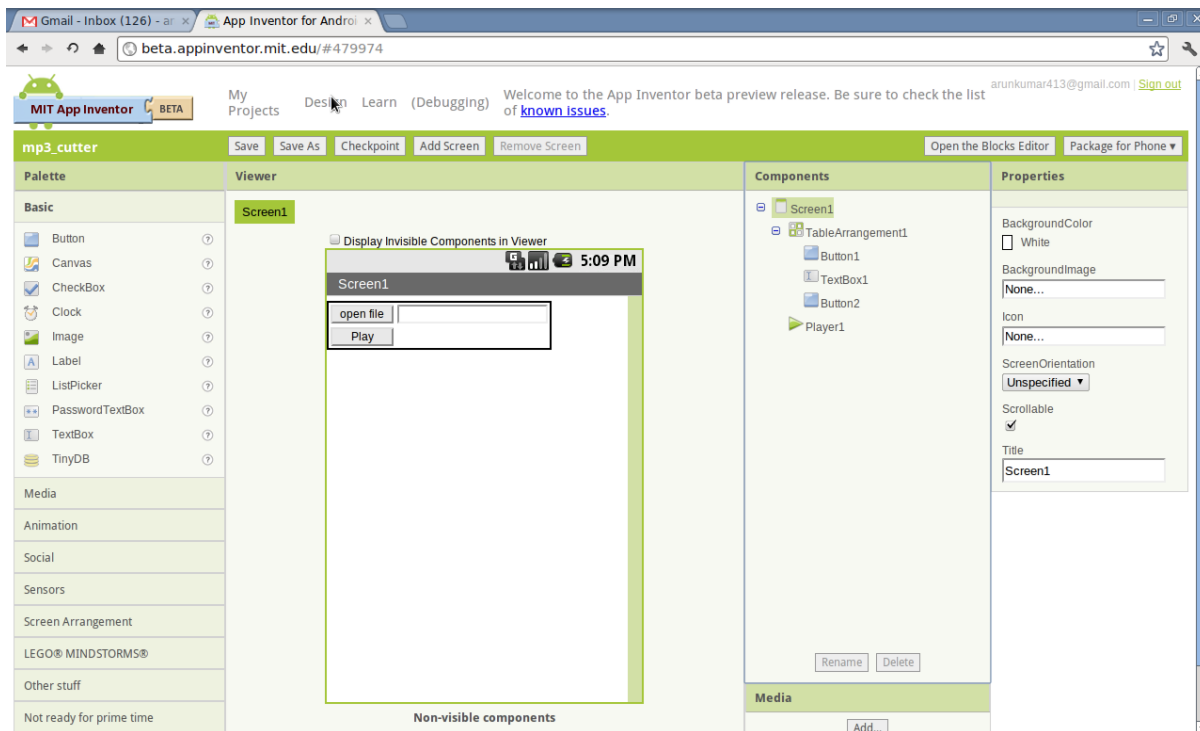 Gmail - Inbox (126) - ar
App Inventor for Androi
beta.appinventor.mit.edu/#479974
MIT App Inventor BETA
My Projects
Design
Learn
(Debugging)
Welcome to the App Inventor beta preview release. Be sure to check the list
of known issues.
arunkumar413@gmail.com | Sign out
mp3_cutter
Save
Save As
Checkpoint
Add Screen
Remove Screen
Open the Blocks Editor
Package for Phone
Palette
Basic
Button
Canvas
CheckBox
Clock
Image
Label
ListPicker
PasswordTextBox
TextBox
TinyDB
Media
Animation
Social
Sensors
Screen Arrangement
LEGO® MINDSTORMS®
Other stuff
Not ready for prime time
Viewer
Screen1
Display Invisible Components in Viewer
5:09 PM
Screen1
open file
Play
Non-visible components
Components
Screen1
TableArrangement1
Button1
TextBox1
Button2
Player1
Rename
Delete
Media
Add...
Properties
BackgroundColor
White
BackgroundImage
None...
Icon
None...
ScreenOrientation
Unspecified
Scrollable
Title
Screen1